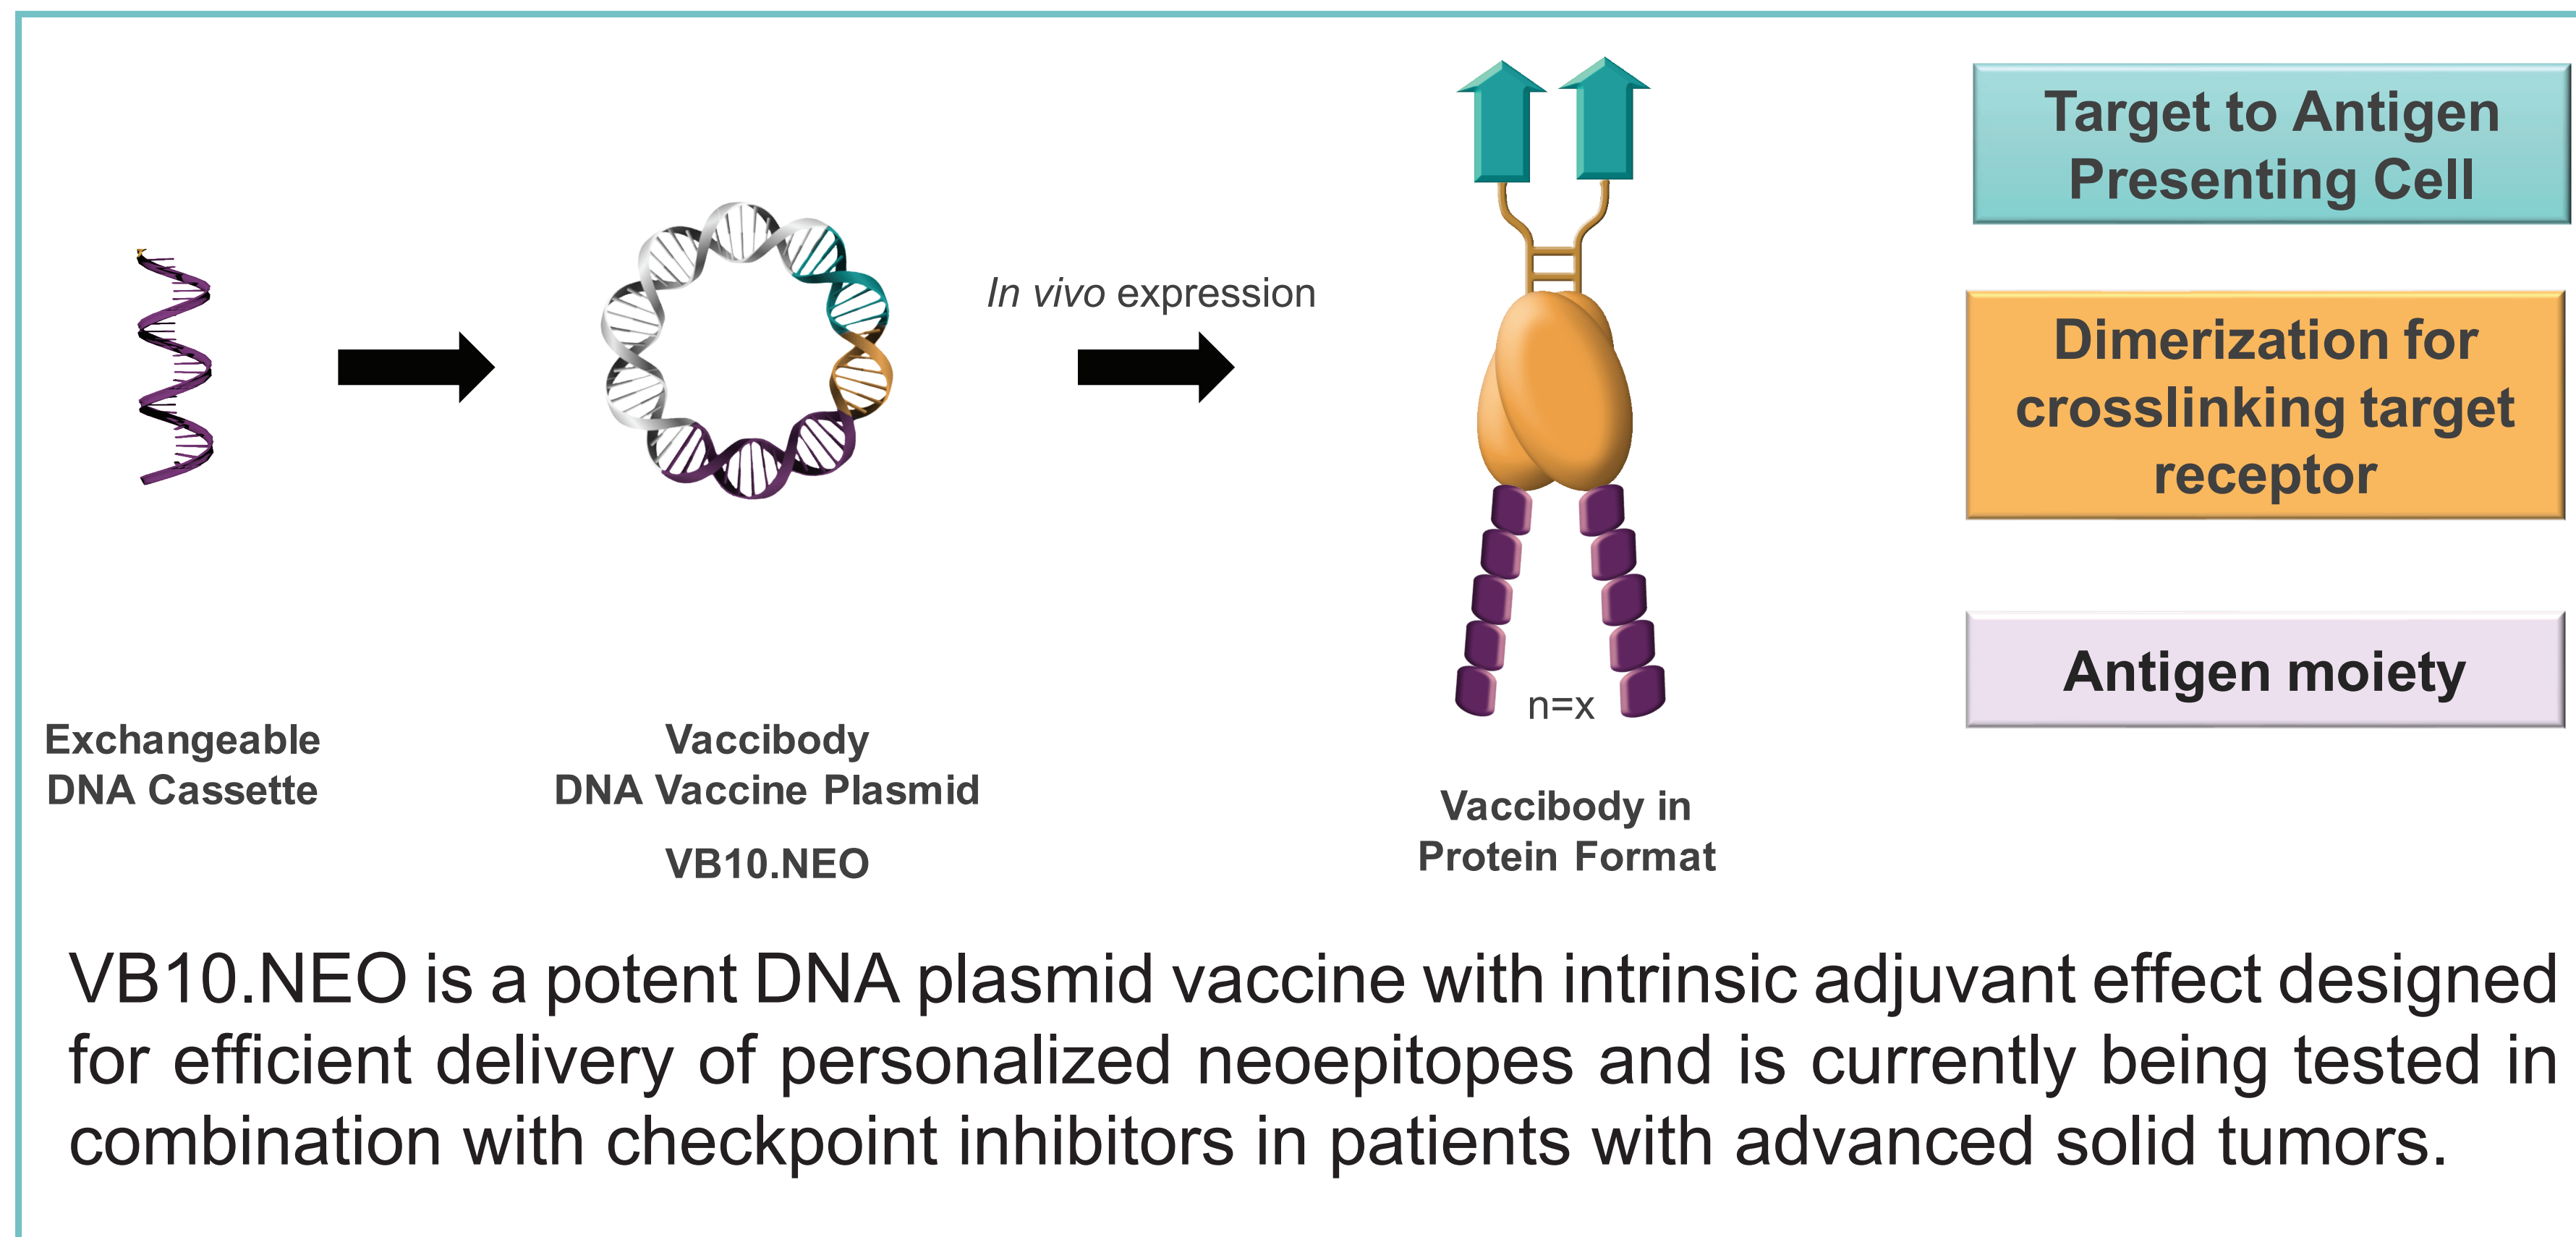 Target to Antigen
Presenting Cell
In vivo expression
Dimerization for
crosslinking target
receptor
Antigen moiety
n=x
Exchangeable
DNA Cassette
Vaccibody
DNA Vaccine Plasmid
VB10.NEO
Vaccibody in
Protein Format
VB10.NEO is a potent DNA plasmid vaccine with intrinsic adjuvant effect designed
for efficient delivery of personalized neoepitopes and is currently being tested in
combination with checkpoint inhibitors in patients with advanced solid tumors.